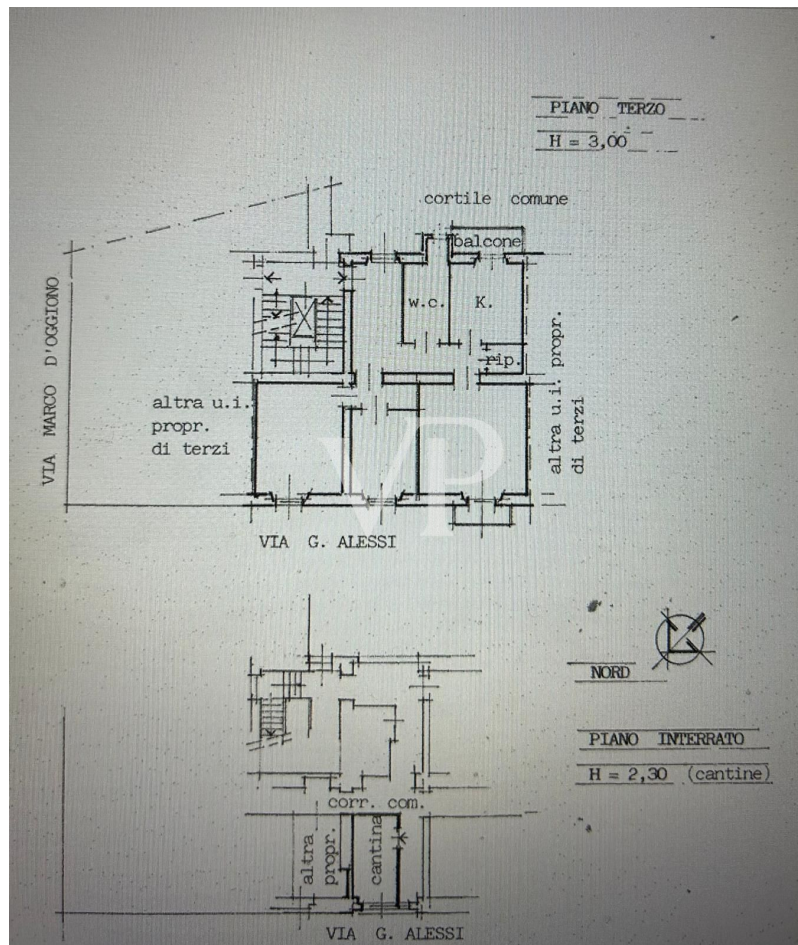 PIANO TERZO
H = 3,00
cortile comune
balcone
w.c.
K.
rip.
VIA MARCO D'OGGIONO
altra u.i.
propr.
di terzi
altra u.i. propr.
di terzi
VP
VIA G. ALESSI
NORD
PIANO INTERRATO
H = 2,30 (cantine)
corr. com.
altra
propr.
cantina
VIA G. ALESSI